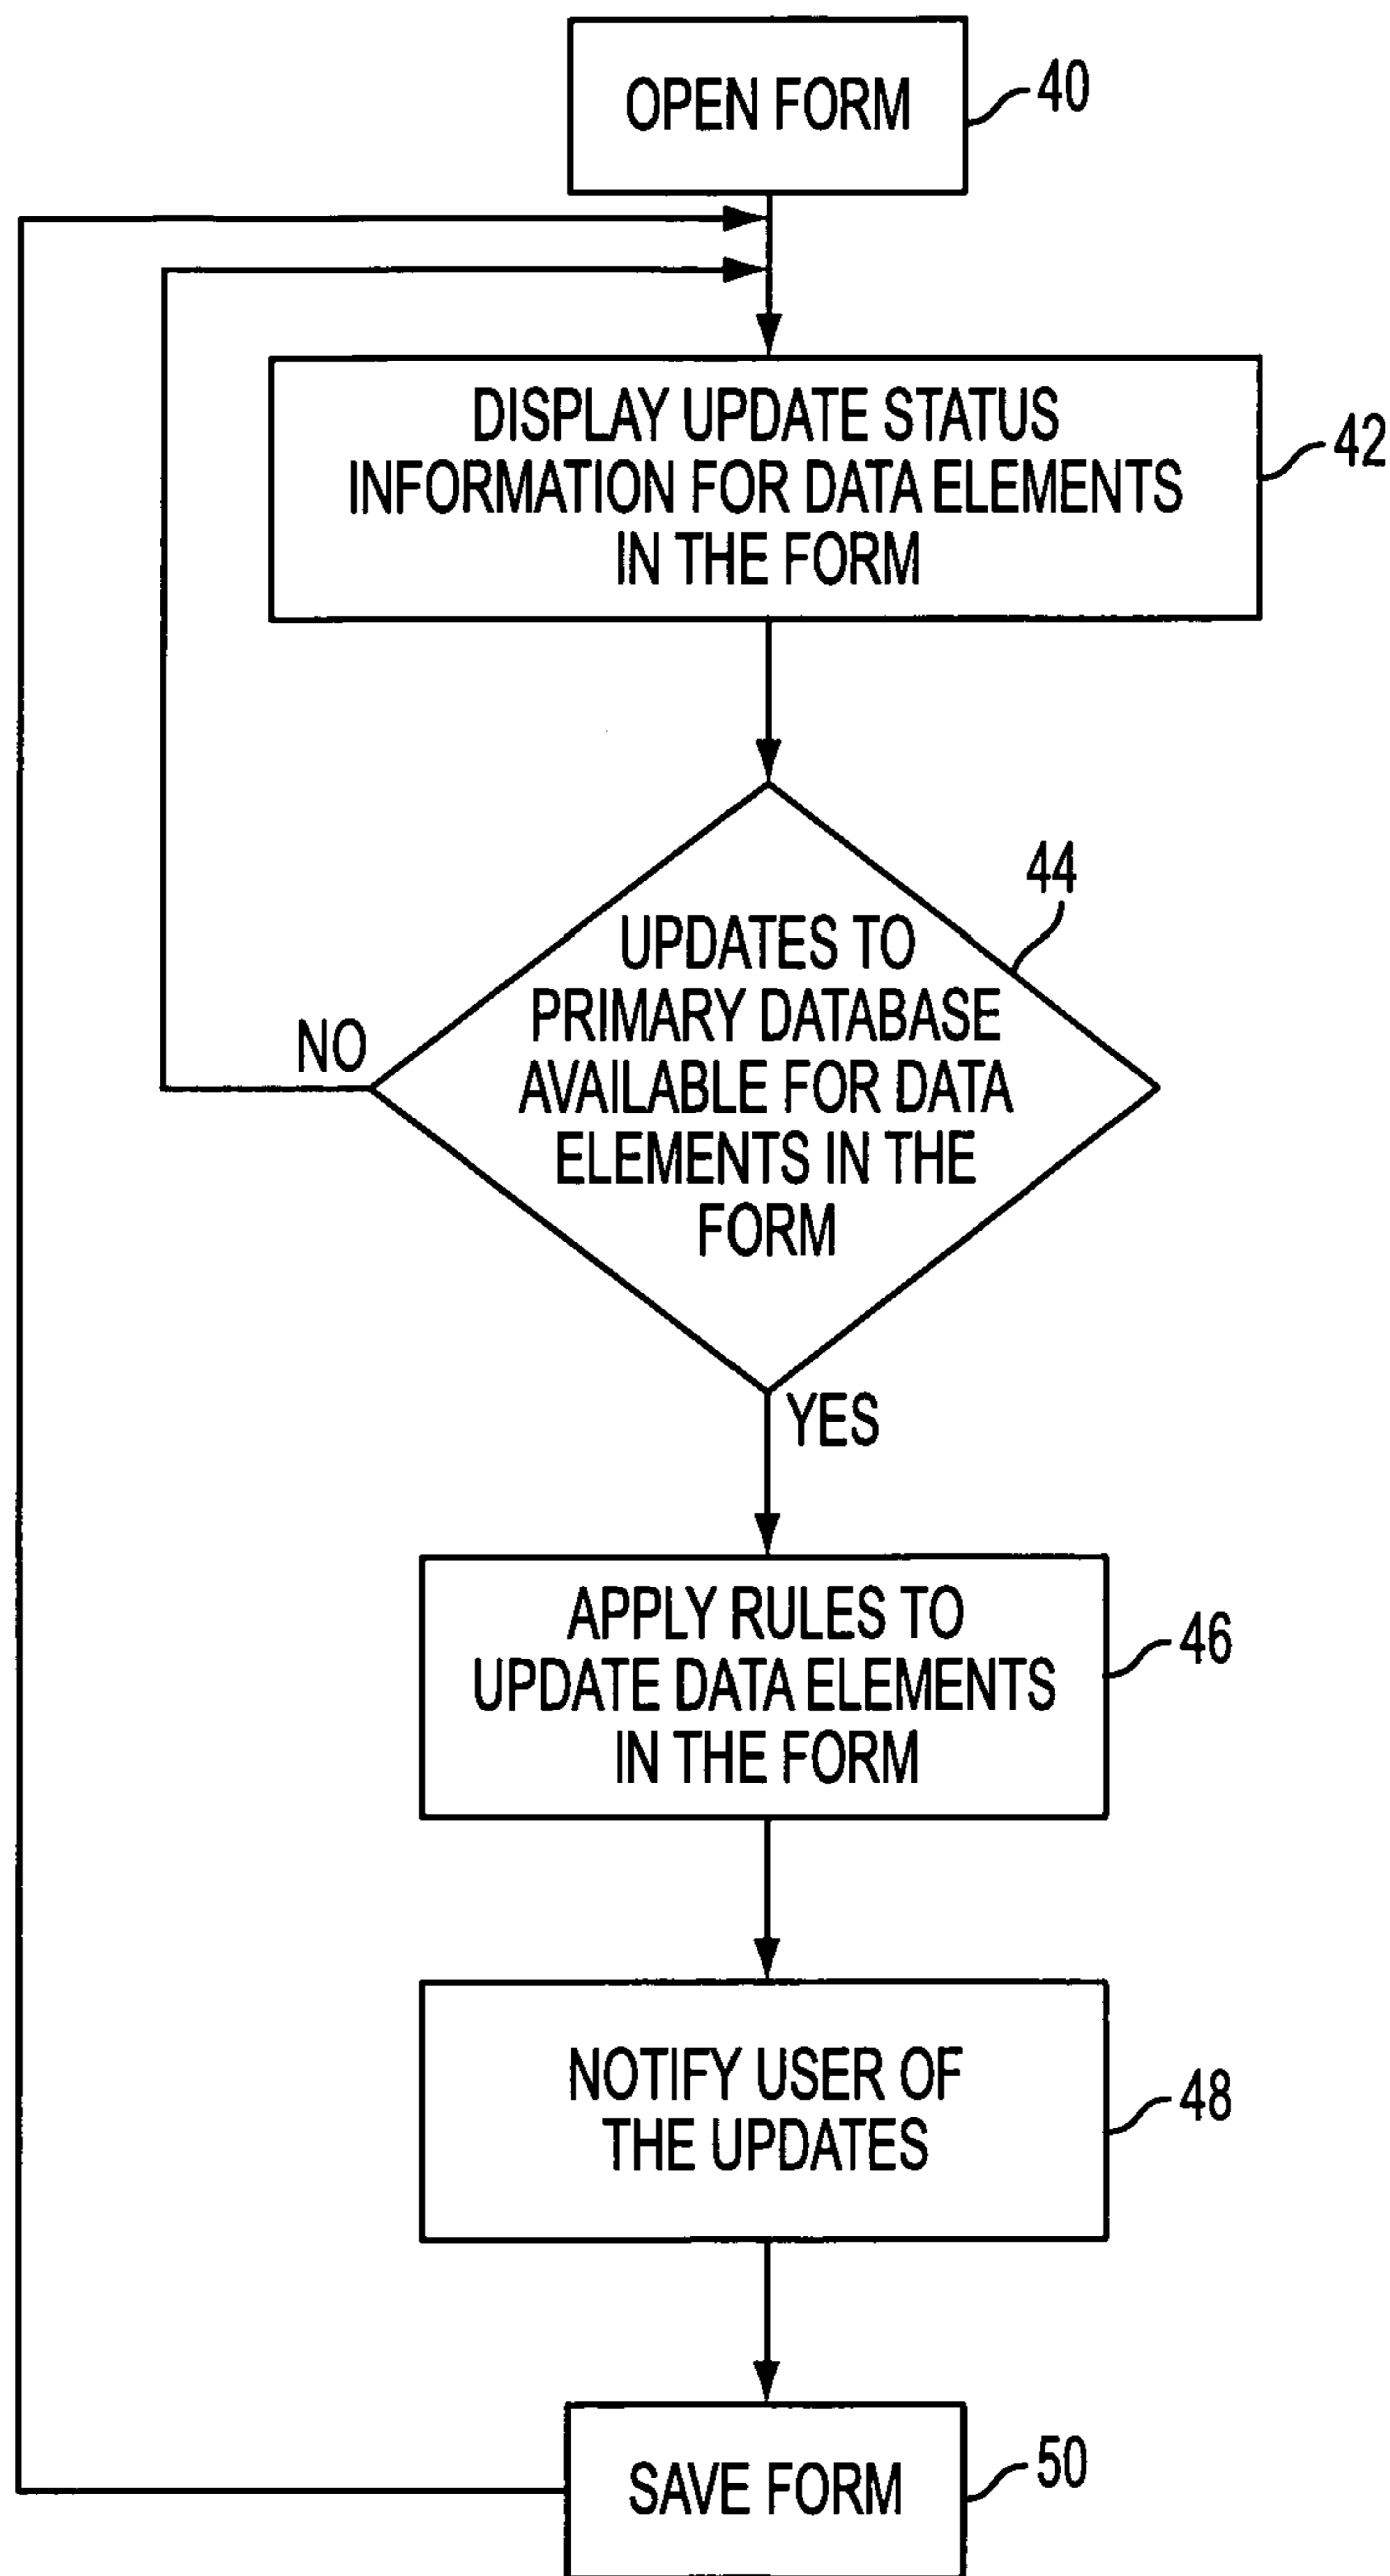 OPEN FORM
40
DISPLAY UPDATE STATUS
INFORMATION FOR DATA ELEMENTS
IN THE FORM
42
44
UPDATES TO
PRIMARY DATABASE
AVAILABLE FOR DATA
ELEMENTS IN THE
FORM
NO
YES
APPLY RULES TO
UPDATE DATA ELEMENTS
IN THE FORM
46
NOTIFY USER OF
THE UPDATES
48
SAVE FORM
50